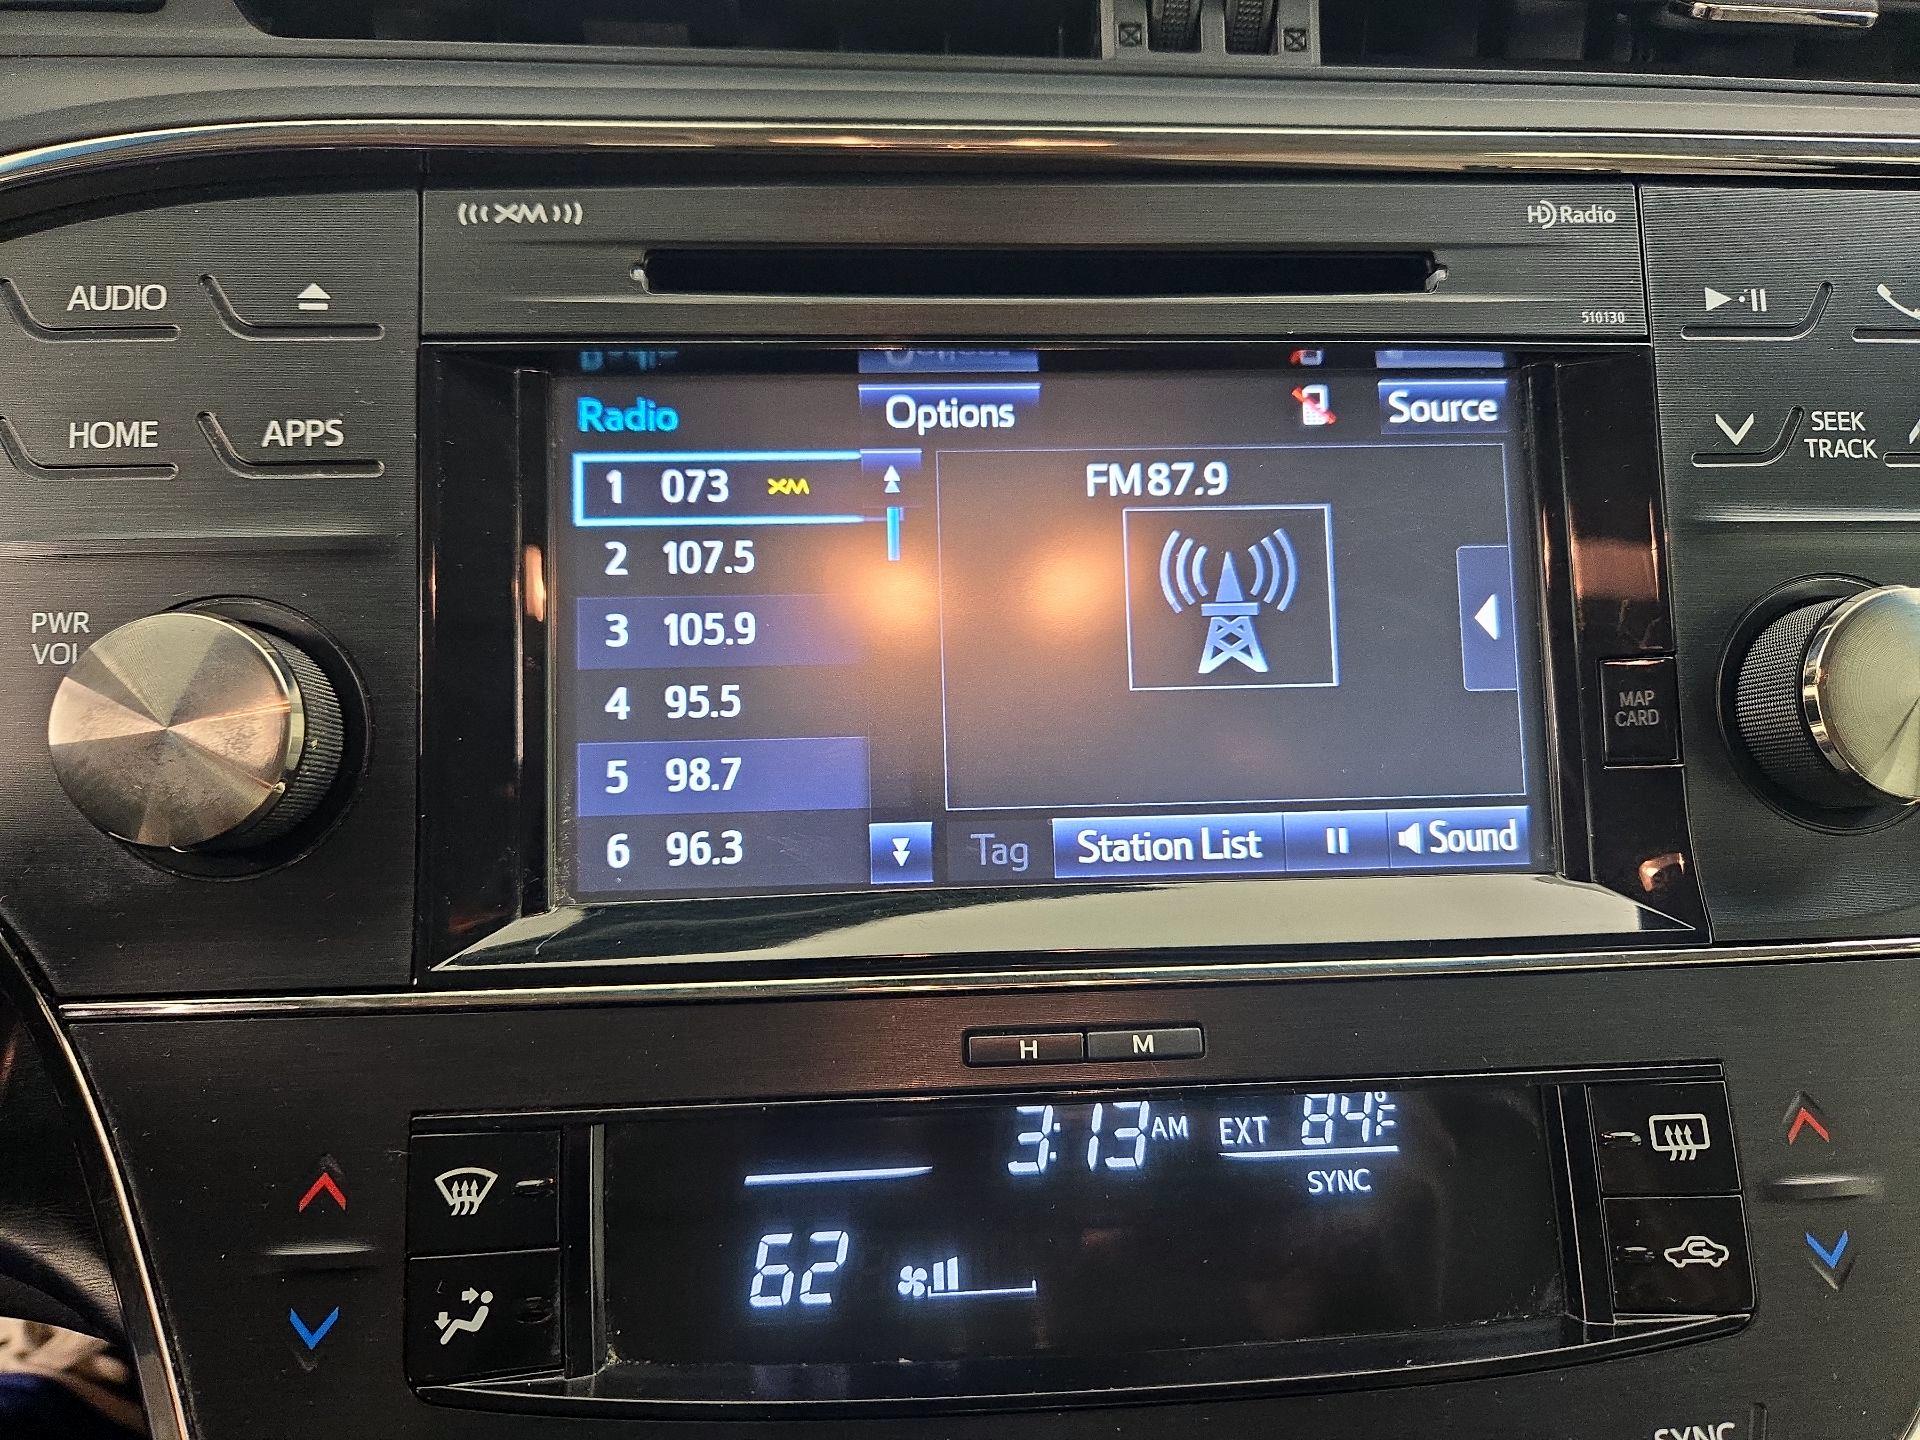 XM
HD Radio
510130
AUDIO
HOME
APPS
PWR
VOL
SEEK
TRACK
MAP
CARD
Radio
Options
Source
1 073 XM
2 107.5
3 105.9
4 95.5
5 98.7
6 96.3
FM 87.9
Tag
Station List
Sound
H
M
3:13 AM EXT 84°F
SYNC
62
SYNC